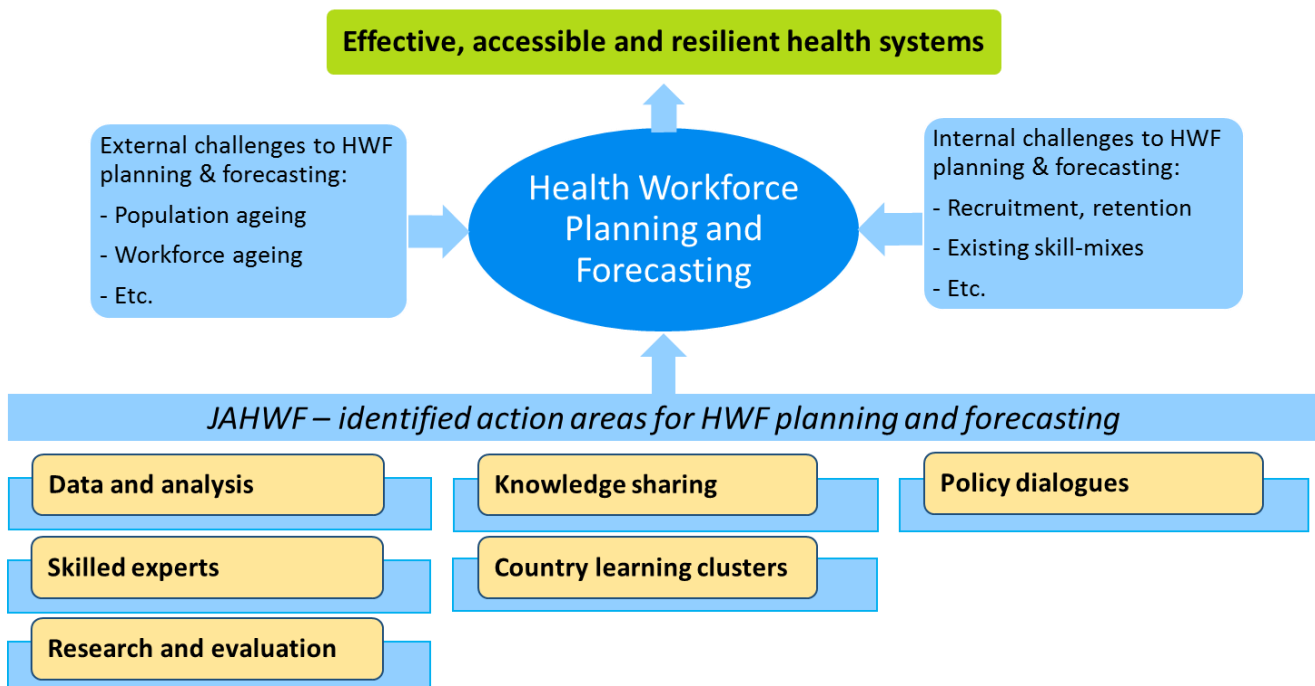 Effective, accessible and resilient health systems
External challenges to HWF
planning & forecasting:
- Population ageing
- Workforce ageing
- Etc.
Health Workforce
Planning and
Forecasting
Internal challenges to HWF
planning & forecasting:
- Recruitment, retention
- Existing skill-mixes
- Etc.
JAHWF – identified action areas for HWF planning and forecasting
Data and analysis
Skilled experts
Research and evaluation
Knowledge sharing
Country learning clusters
Policy dialogues